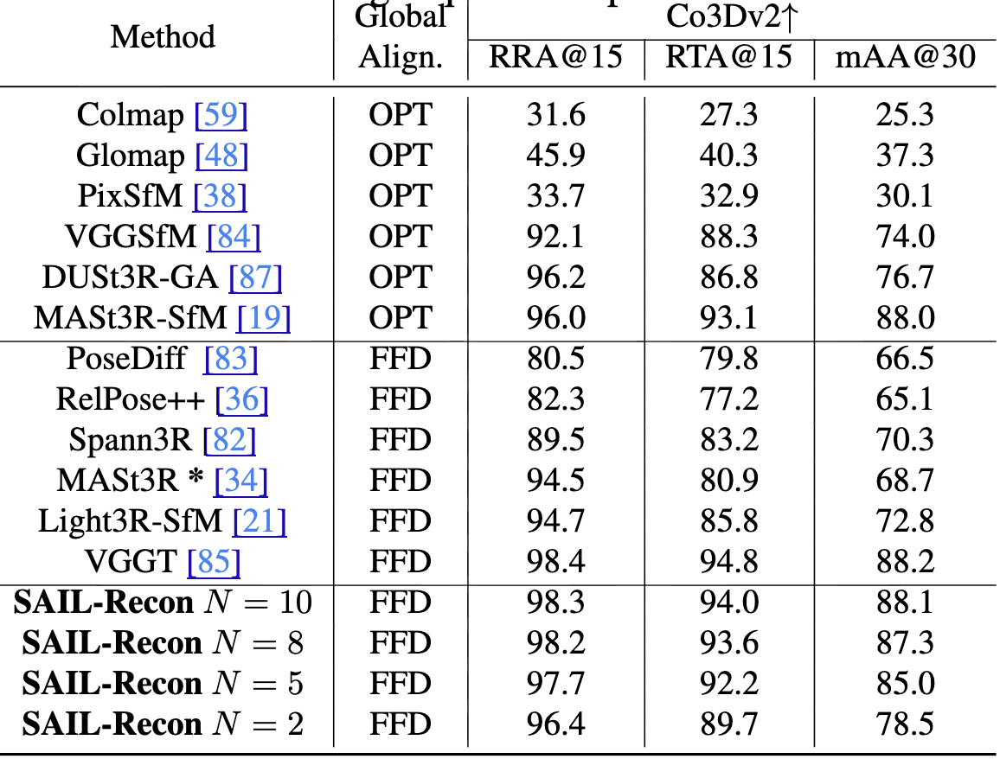 Method Global Align. Co3Dv2↑
RRA@15 RTA@15 mAA@30
Colmap [59] OPT 31.6 27.3 25.3
Glomap [48] OPT 45.9 40.3 37.3
PixSfM [38] OPT 33.7 32.9 30.1
VGGSfM [84] OPT 92.1 88.3 74.0
DUSt3R-GA [87] OPT 96.2 86.8 76.7
MASt3R-SfM [19] OPT 96.0 93.1 88.0
PoseDiff [83] FFD 80.5 79.8 66.5
RelPose++ [36] FFD 82.3 77.2 65.1
Spann3R [82] FFD 89.5 83.2 70.3
MASt3R * [34] FFD 94.5 80.9 68.7
Light3R-SfM [21] FFD 94.7 85.8 72.8
VGGT [85] FFD 98.4 94.8 88.2
SAIL-Recon N = 10 FFD 98.3 94.0 88.1
SAIL-Recon N = 8 FFD 98.2 93.6 87.3
SAIL-Recon N = 5 FFD 97.7 92.2 85.0
SAIL-Recon N = 2 FFD 96.4 89.7 78.5